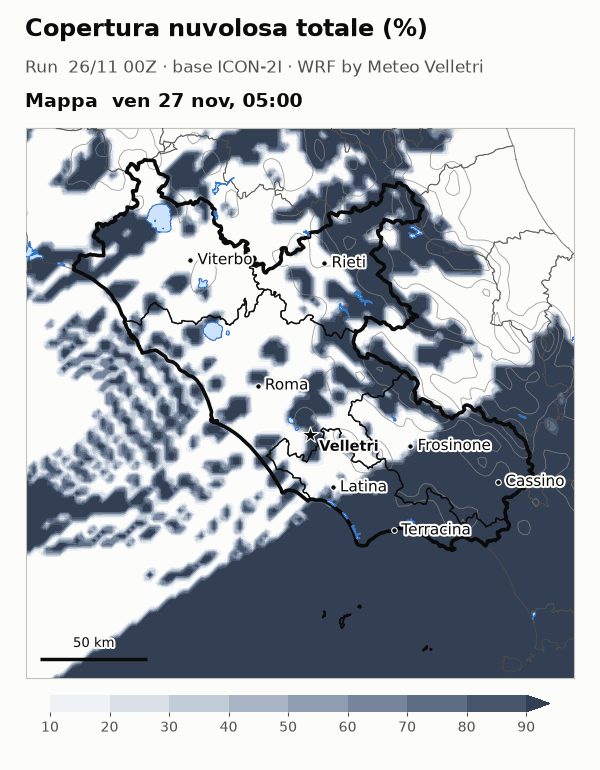 Copertura nuvolosa totale (%)
Run 26/11 00Z · base ICON-2I · WRF by Meteo Velletri
Mappa ven 27 nov, 05:00
Viterbo
Rieti
Roma
Velletri
Frosinone
Latina
Cassino
Terracina
50 km
10 20 30 40 50 60 70 80 90